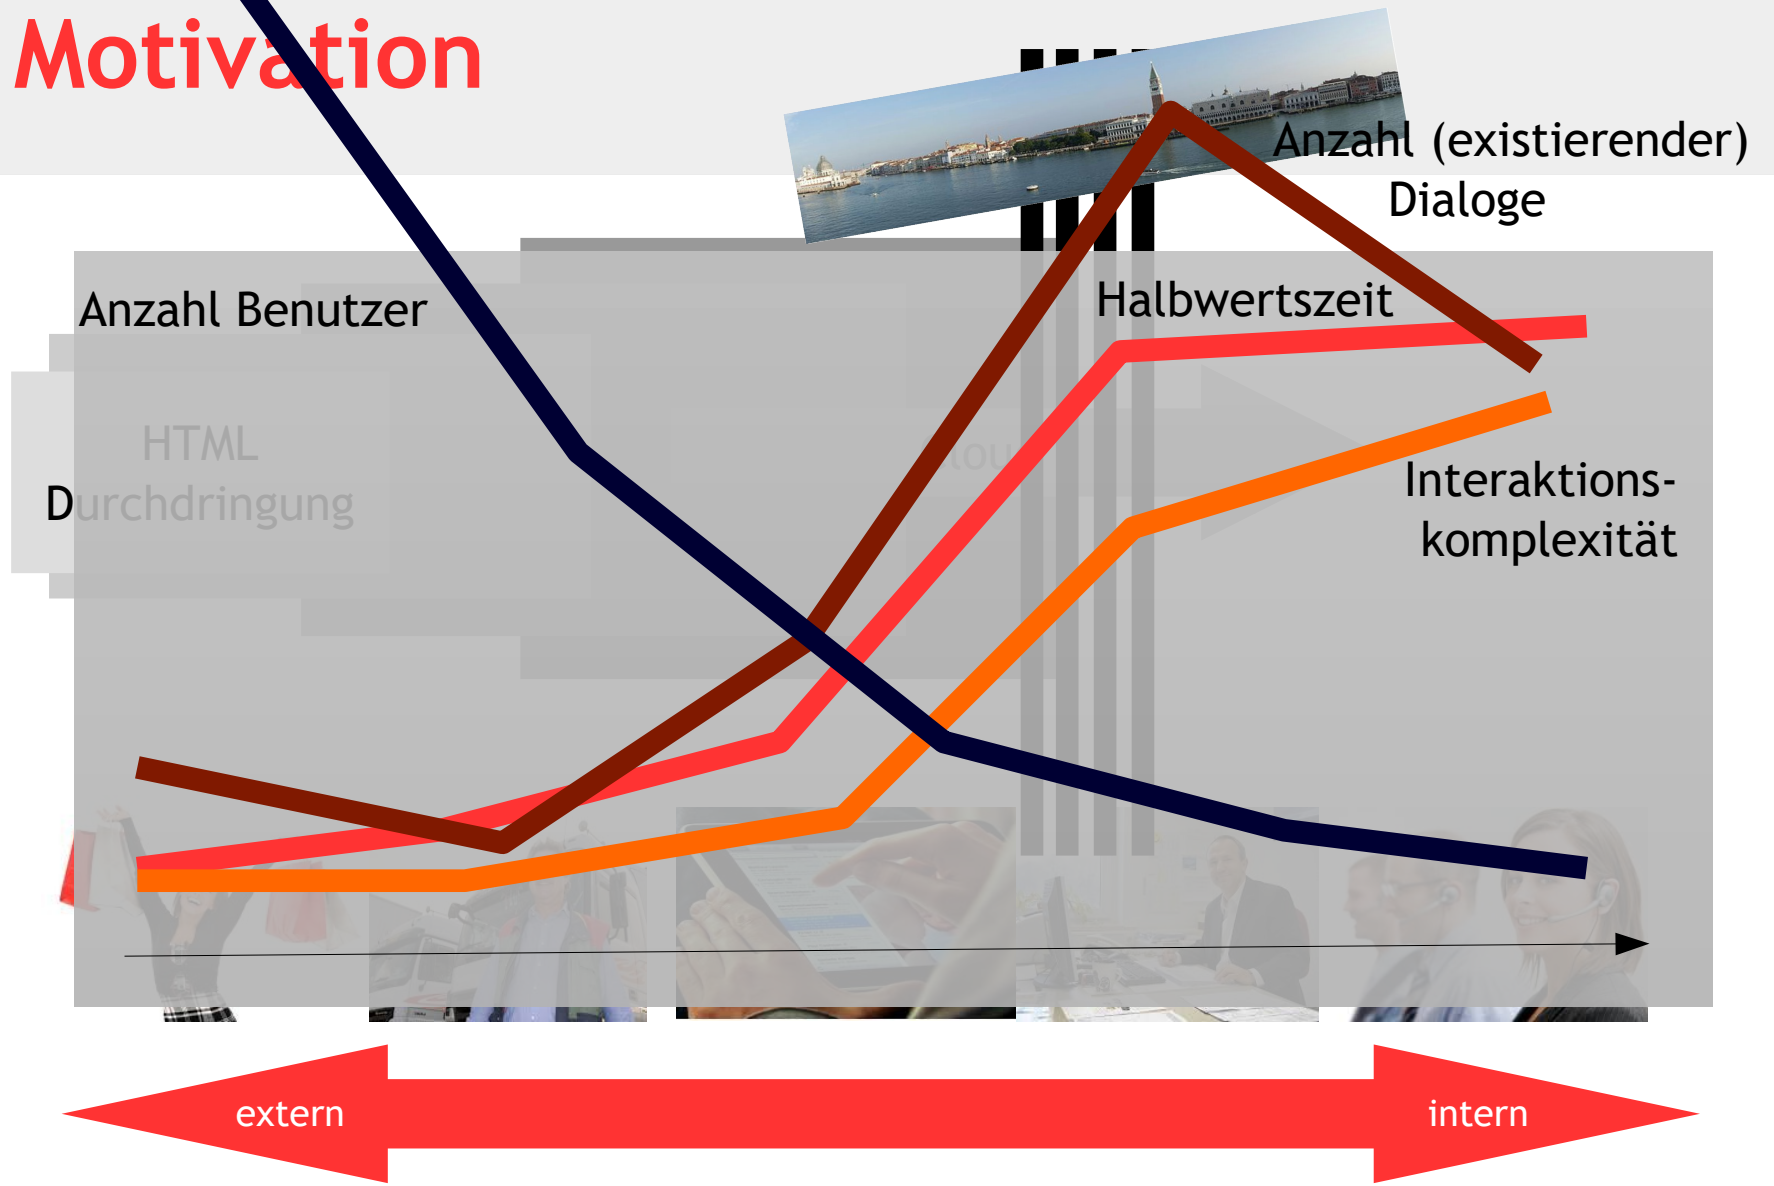 Motivation
Anzahl (existierender)
Dialoge
Anzahl Benutzer
Halbwertszeit
HTML
Durchdringung
Interaktions-
komplexität
extern
intern